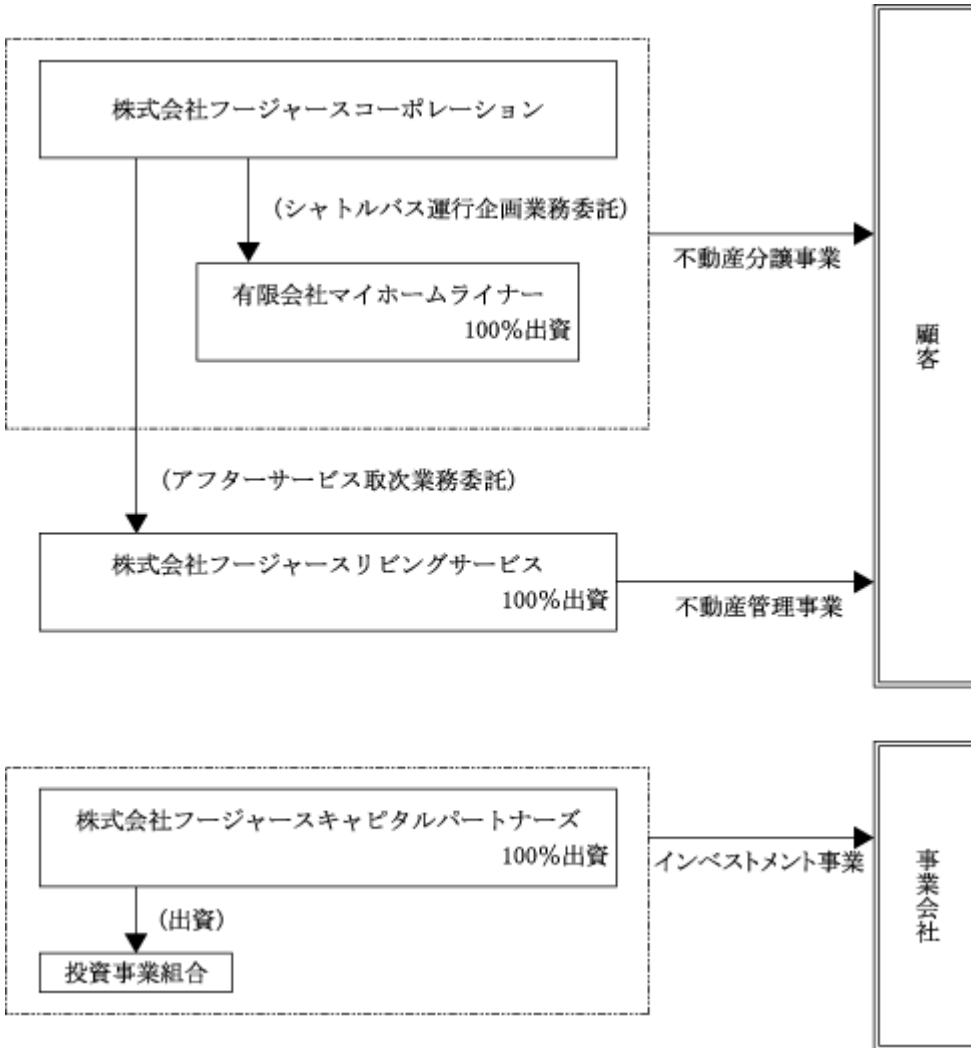 株式会社フージャースコーポレーション
(シャトルバス運行企画業務委託)
有限会社マイホームライナー
100%出資
不動産分譲事業
顧客
(アフターサービス取次業務委託)
株式会社フージャースリビングサービス
100%出資
不動産管理事業
株式会社フージャースキャピタルパートナーズ
100%出資
インベストメント事業
事業会社
(出資)
投資事業組合